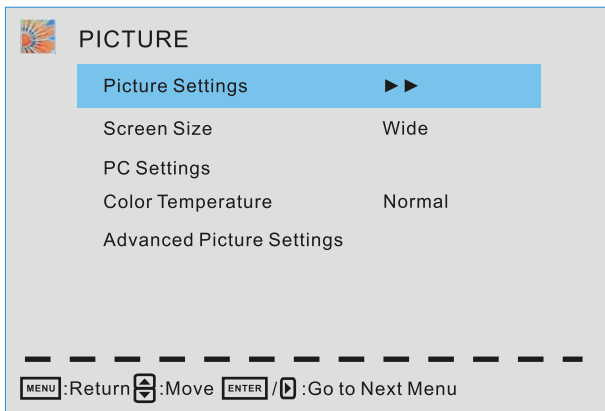 PICTURE
Picture Settings ►►
Screen Size Wide
PC Settings
Color Temperature Normal
Advanced Picture Settings
MENU:Return :Move ENTER / :Go to Next Menu